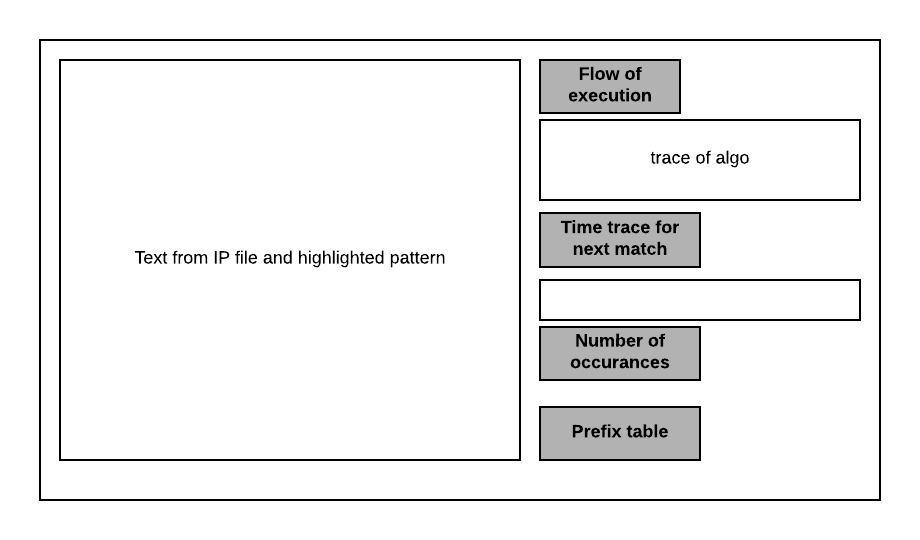 Flow of
execution
trace of algo
Text from IP file and highlighted pattern
Time trace for
next match
Number of
occurances
Prefix table